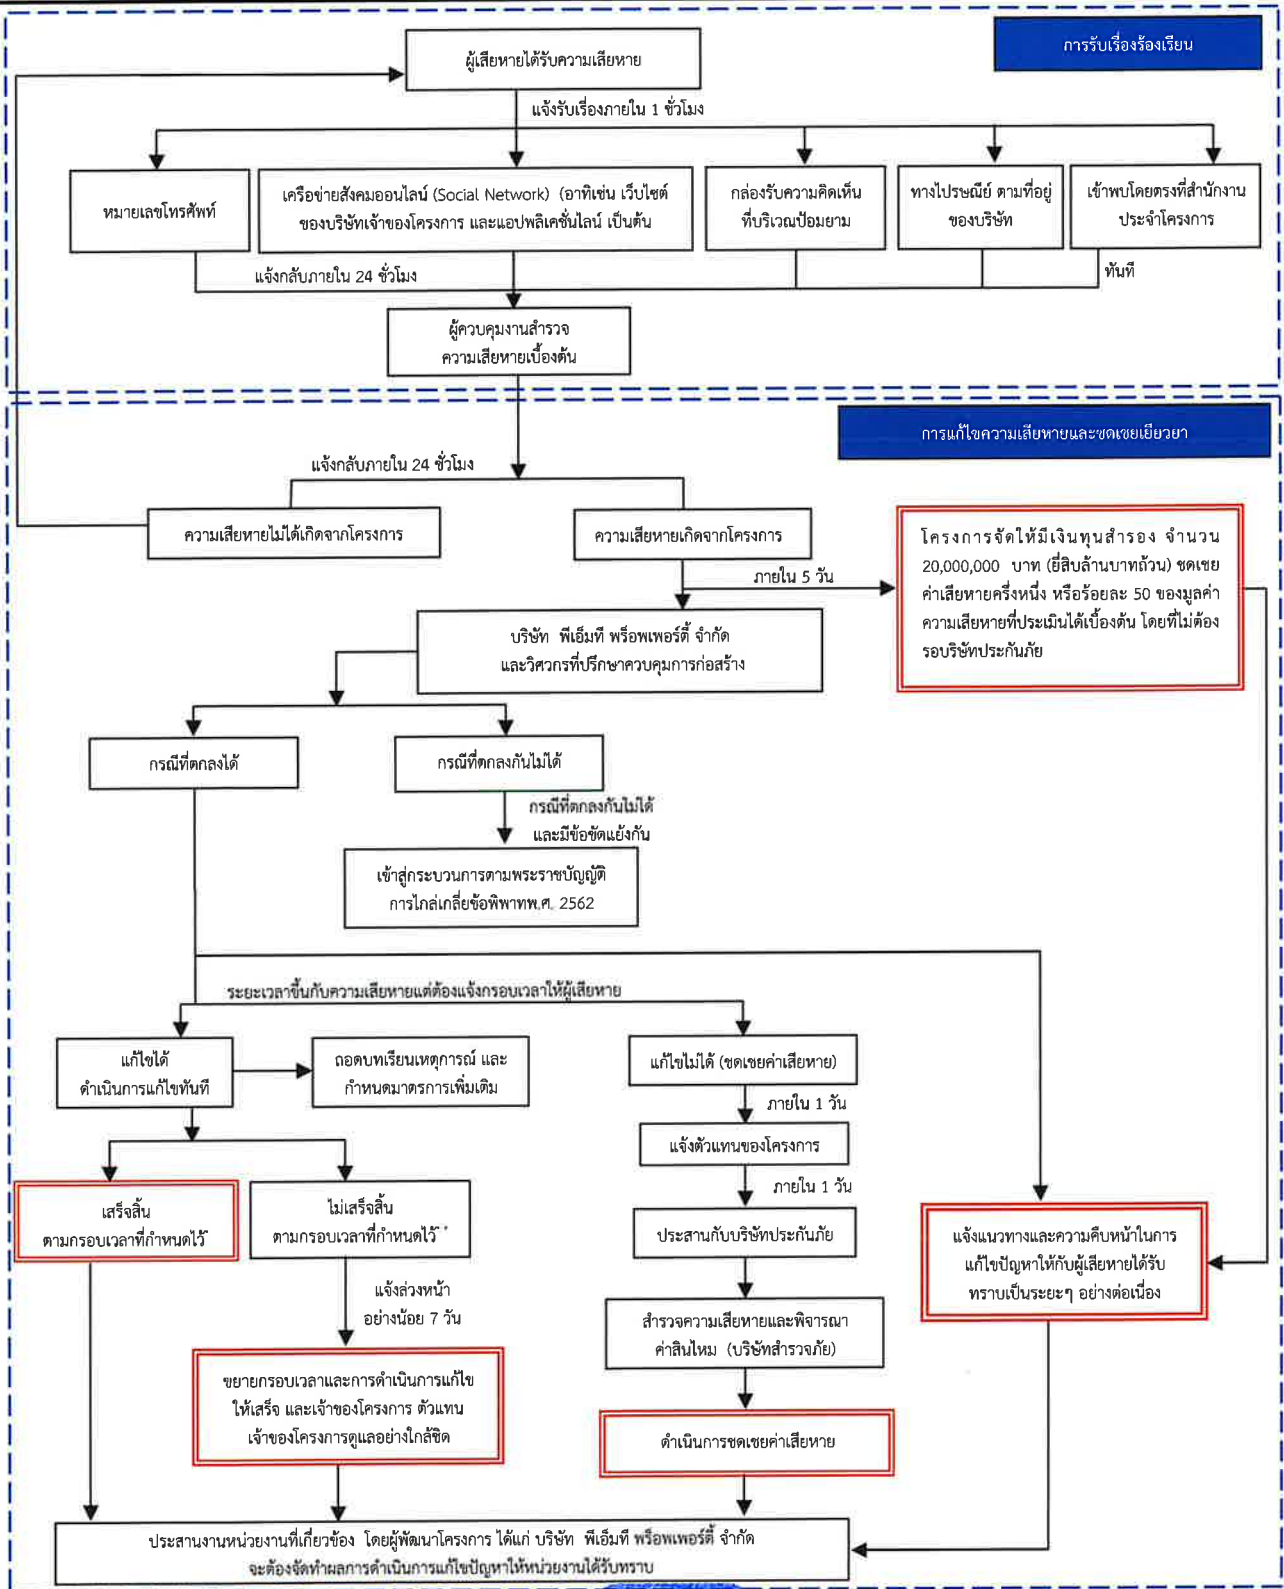 การรับเรื่องร้องเรียน
ผู้เสียหายได้รับความเสียหาย
แจ้งรับเรื่องภายใน 1 ชั่วโมง
หมายเลขโทรศัพท์
เครือข่ายสังคมออนไลน์ (Social Network) (อาทิเช่น เว็บไซต์
ของบริษัทเจ้าของโครงการ และแอปพลิเคชั่นไลน์ เป็นต้น
กล่องรับความคิดเห็น
ที่บริเวณป้อมยาม
ทางไปรษณีย์ ตามที่อยู่
ของบริษัท
เข้าพบโดยตรงที่สำนักงาน
ประจำโครงการ
แจ้งกลับภายใน 24 ชั่วโมง
ทันที
ผู้ควบคุมงานสำรวจ
ความเสียหายเบื้องต้น
การแก้ไขความเสียหายและชดเชยเยียวยา
แจ้งกลับภายใน 24 ชั่วโมง
ความเสียหายไม่ได้เกิดจากโครงการ
ความเสียหายเกิดจากโครงการ
ภายใน 5 วัน
โครงการจัดให้มีเงินทุนสำรอง จำนวน
20,000,000 บาท (ยี่สิบล้านบาทถ้วน) ชดเชย
ค่าเสียหายครึ่งหนึ่ง หรือร้อยละ 50 ของมูลค่า
ความเสียหายที่ประเมินได้เบื้องต้น โดยที่ไม่ต้อง
รอบริษัทประกันภัย
บริษัท พีเอ็มที พร็อพเพอร์ตี้ จำกัด
และวิศวกรที่ปรึกษาควบคุมการก่อสร้าง
กรณีที่ตกลงได้
กรณีที่ตกลงกันไม่ได้
กรณีที่ตกลงกันไม่ได้
และมีข้อขัดแย้งกัน
เข้าสู่กระบวนการตามพระราชบัญญัติ
การไกล่เกลี่ยข้อพิพาทพ.ศ. 2562
ระยะเวลาขึ้นกับความเสียหายแต่ต้องแจ้งกรอบเวลาให้ผู้เสียหาย
แก้ไขได้
ดำเนินการแก้ไขทันที
ถอดบทเรียนเหตุการณ์ และ
กำหนดมาตรการเพิ่มเติม
แก้ไขไม่ได้ (ชดเชยค่าเสียหาย)
ภายใน 1 วัน
แจ้งตัวแทนของโครงการ
ภายใน 1 วัน
เสร็จสิ้น
ตามกรอบเวลาที่กำหนดไว้*
ไม่เสร็จสิ้น
ตามกรอบเวลาที่กำหนดไว้**
ประสานกับบริษัทประกันภัย
แจ้งแนวทางและความคืบหน้าในการ
แก้ไขปัญหาให้กับผู้เสียหายได้รับ
ทราบเป็นระยะๆ อย่างต่อเนื่อง
แจ้งล่วงหน้า
อย่างน้อย 7 วัน
สำรวจความเสียหายและพิจารณา
ค่าสินไหม (บริษัทสำรวจภัย)
ขยายกรอบเวลาและการดำเนินการแก้ไข
ให้เสร็จ และเจ้าของโครงการ ตัวแทน
เจ้าของโครงการดูแลอย่างใกล้ชิด
ดำเนินการชดเชยค่าเสียหาย
ประสานงานหน่วยงานที่เกี่ยวข้อง โดยผู้พัฒนาโครงการ ได้แก่ บริษัท พีเอ็มที พร็อพเพอร์ตี้ จำกัด
จะต้องจัดทำผลการดำเนินการแก้ไขปัญหาให้หน่วยงานได้รับทราบ